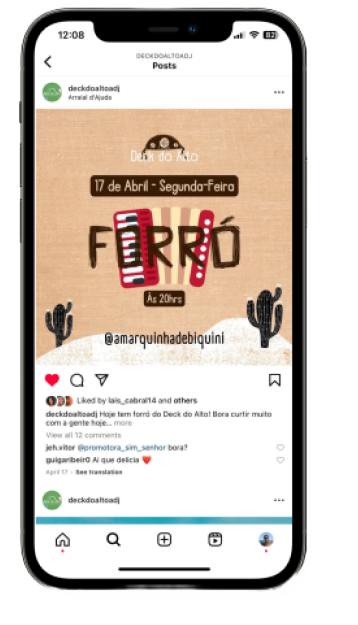 12:08
DECKDOALTOADJ
Posts
deckdoaltoadj
Arraial d'Ajuda
Deck do Alto
17 de Abril - Segunda-Feira
FORRÓ
Às 20hrs
@amarquinhadebiquini
Liked by lais_cabral14 and others
deckdoaltoadj Hoje tem forró do Deck do Alto! Bora curtir muito
com a gente hoje... more
View all 12 comments
jeh.vitor @promotora_sim_senhor bora?
guigaribeir0 Ai que delicia ❤️
April 17 · See translation
deckdoaltoadj